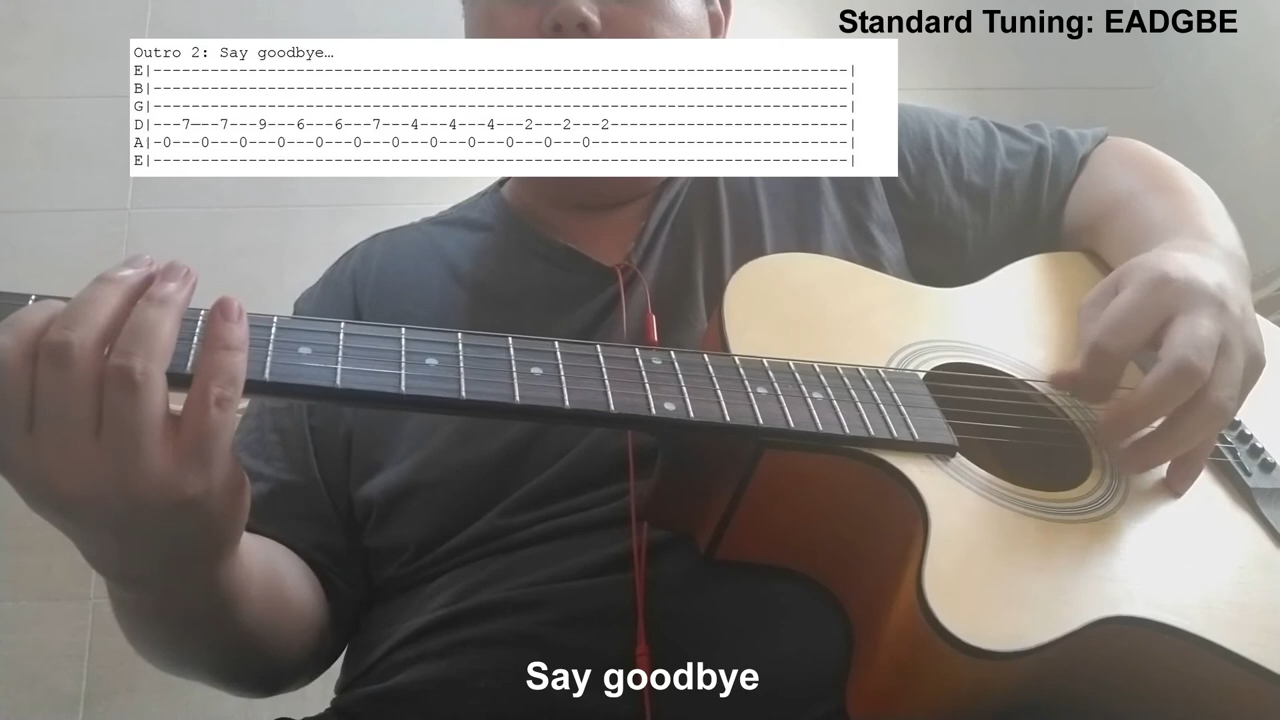 Standard Tuning: EADGBE
Outro 2: Say goodbye…
E|-------------------------------------------------------------------------|
B|-------------------------------------------------------------------------|
G|-------------------------------------------------------------------------|
D|---7—--7---9---6---6---7---4---4---4---2---2---2-------------------------|
A|-0---0---0---0---0---0---0---0---0---0---0---0---------------------------|
E|-------------------------------------------------------------------------|
Say goodbye